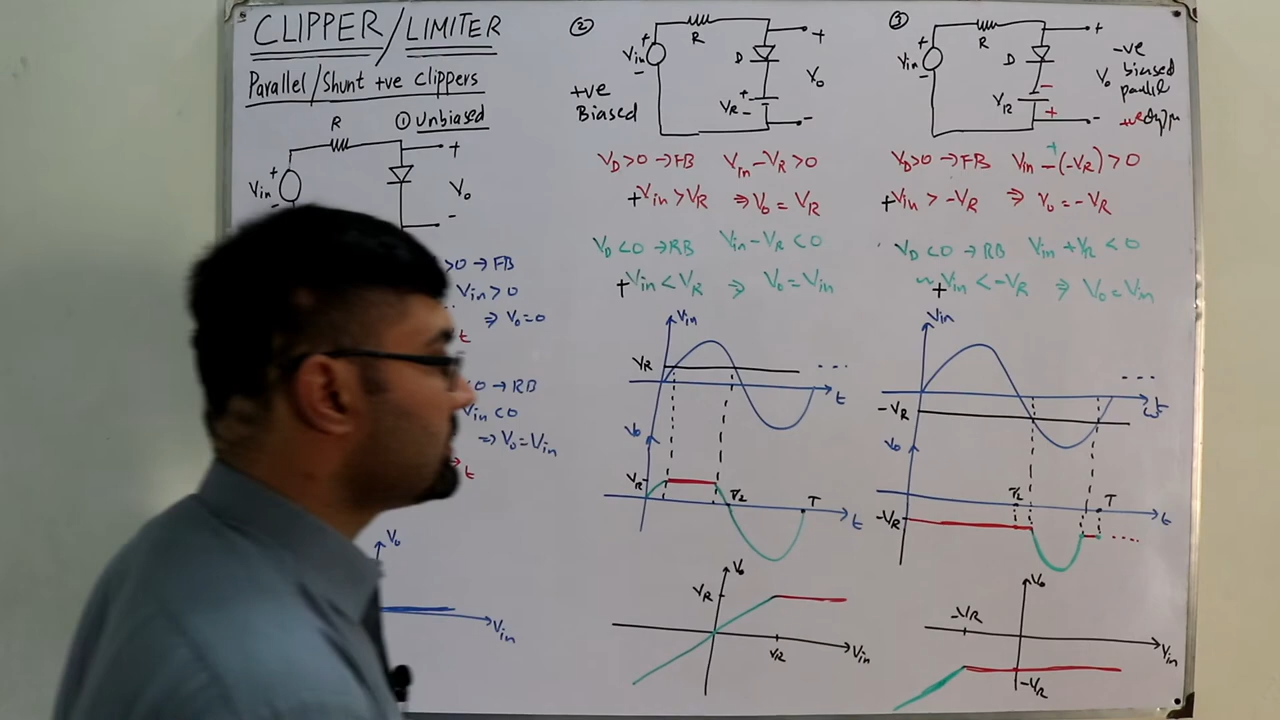 CLIPPER/LIMITER
Parallel/Shunt +ve clippers
① Unbiased
R
+
Vin
-
+
Vo
-
>0 → FB
Vin > 0
⇒ Vo = 0
t
<0 → RB
Vin < 0
⇒ Vo = Vin
t
Vo
Vin
②
R
+
Vin
-
D
+
VR
-
+
Vo
-
+ve
Biased
VD>0 → FB Vin - VR > 0
+Vin > VR ⇒ Vo = VR
VD<0 → RB Vin - VR < 0
+Vin < VR ⇒ Vo = Vin
Vin
VR
...
t
Vo
VR
T/2
T
t
Vo
VR
VR
Vin
③
R
+
Vin
-
D
-
VR
+
+
Vo
-
-ve
biased
+ve
VD>0 → FB Vin - (-VR) > 0
+
+Vin > -VR ⇒ Vo = -VR
VD<0 → RB Vin + VR < 0
+Vin < -VR ⇒ Vo = Vin
Vin
-VR
...
t
Vo
-VR
T/2
T
t
....
Vo
-VR
Vin
-VR